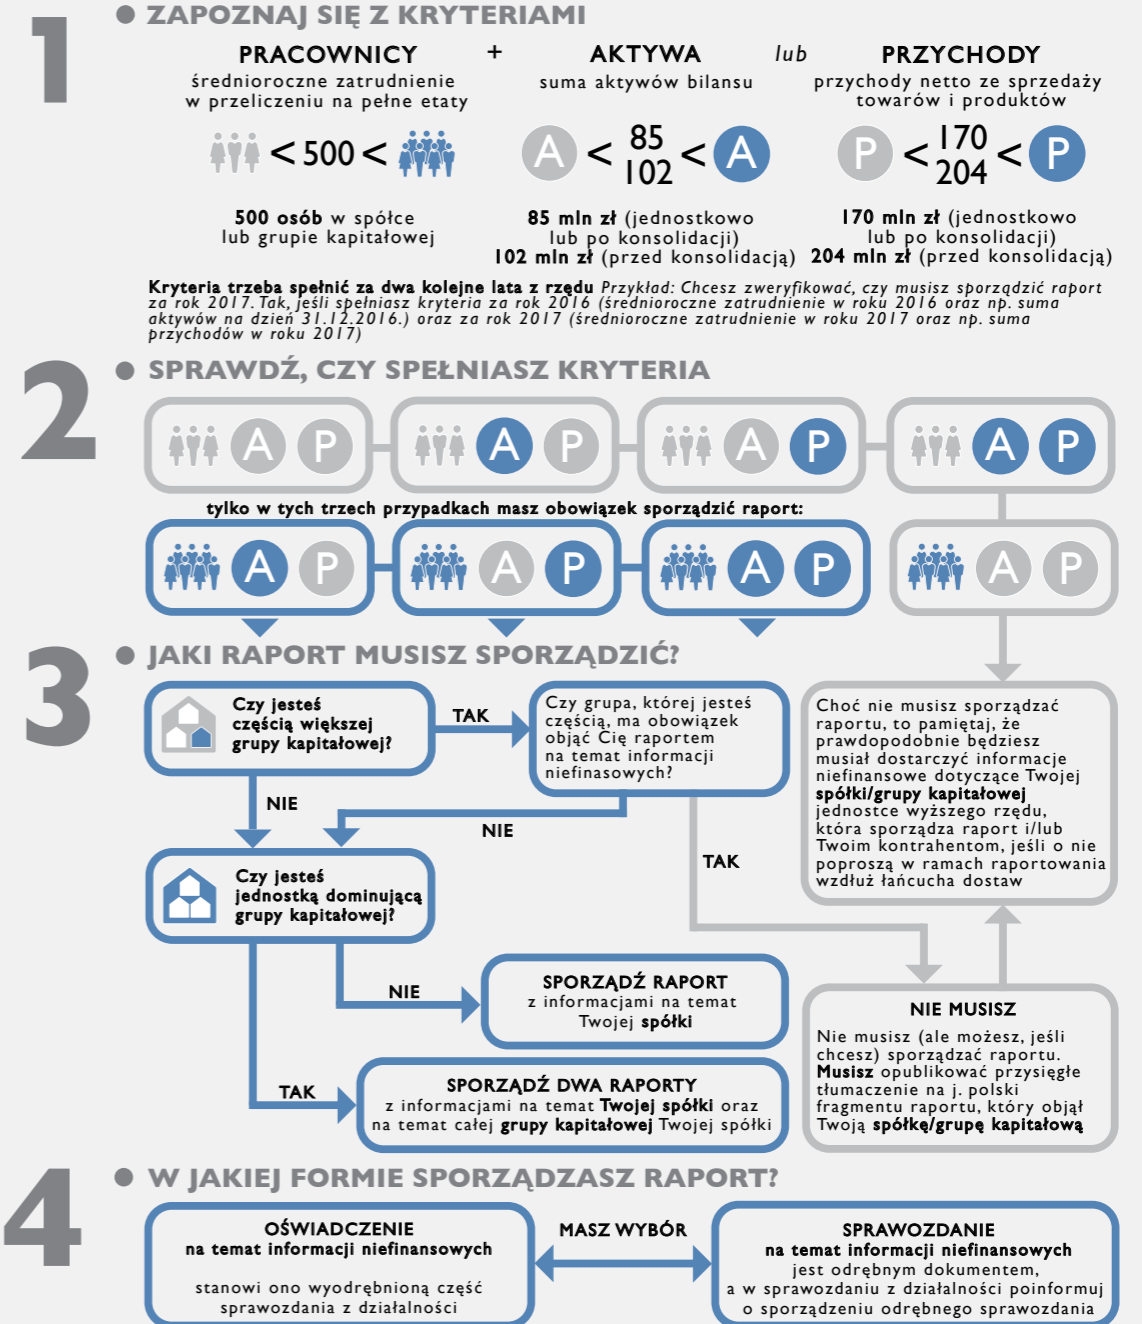 1
● ZAPOZNAJ SIĘ Z KRYTERIAMI
PRACOWNICY + AKTYWA lub PRZYCHODY
średnioroczne zatrudnienie
w przeliczeniu na pełne etaty
suma aktywów bilansu
przychody netto ze sprzedaży
towarów i produktów
< 500 <
A < 85 < A
102
P < 170 < P
204
500 osób w spółce
lub grupie kapitałowej
85 mln zł (jednostkowo
lub po konsolidacji)
102 mln zł (przed konsolidacją)
170 mln zł (jednostkowo
lub po konsolidacji)
204 mln zł (przed konsolidacją)
Kryteria trzeba spełnić za dwa kolejne lata z rzędu Przykład: Chcesz zweryfikować, czy musisz sporządzić raport
za rok 2017. Tak, jeśli spełniasz kryteria za rok 2016 (średnioroczne zatrudnienie w roku 2016 oraz np. suma
aktywów na dzień 31.12.2016.) oraz za rok 2017 (średnioroczne zatrudnienie w roku 2017 oraz np. suma
przychodów w roku 2017)
2
● SPRAWDŹ, CZY SPEŁNIASZ KRYTERIA
A P A P A P A P
tylko w tych trzech przypadkach masz obowiązek sporządzić raport:
A P A P A P A P
3
● JAKI RAPORT MUSISZ SPORZĄDZIĆ?
Czy jesteś
częścią większej
grupy kapitałowej?
TAK
Czy grupa, której jesteś
częścią, ma obowiązek
objąć Cię raportem
na temat informacji
niefinasowych?
Choć nie musisz sporządzać
raportu, to pamiętaj, że
prawdopodobnie będziesz
musiał dostarczyć informacje
niefinansowe dotyczące Twojej
spółki/grupy kapitałowej
jednostce wyższego rzędu,
która sporządza raport i/lub
Twoim kontrahentom, jeśli o nie
poproszą w ramach raportowania
wzdłuż łańcucha dostaw
NIE
NIE
TAK
Czy jesteś
jednostką dominującą
grupy kapitałowej?
NIE
SPORZĄDŹ RAPORT
z informacjami na temat
Twojej spółki
NIE MUSISZ
Nie musisz (ale możesz, jeśli
chcesz) sporządzać raportu.
Musisz opublikować przysięgłe
tłumaczenie na j. polski
fragmentu raportu, który objął
Twoją spółkę/grupę kapitałową
TAK
SPORZĄDŹ DWA RAPORTY
z informacjami na temat Twojej spółki oraz
na temat całej grupy kapitałowej Twojej spółki
4
● W JAKIEJ FORMIE SPORZĄDZASZ RAPORT?
OŚWIADCZENIE
na temat informacji niefinansowych
stanowi ono wyodrębnioną część
sprawozdania z działalności
MASZ WYBÓR
SPRAWOZDANIE
na temat informacji niefinansowych
jest odrębnym dokumentem,
a w sprawozdaniu z działalności poinformuj
o sporządzeniu odrębnego sprawozdania